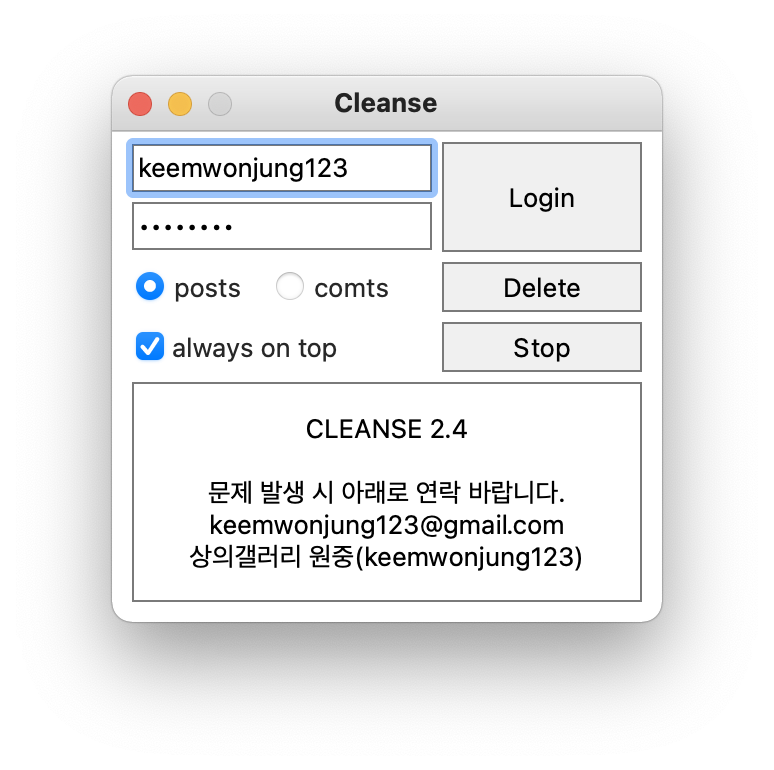 Cleanse
keemwonjung123
••••••••
Login
posts
comts
Delete
always on top
Stop
CLEANSE 2.4
문제 발생 시 아래로 연락 바랍니다.
keemwonjung123@gmail.com
상의갤러리 원중(keemwonjung123)